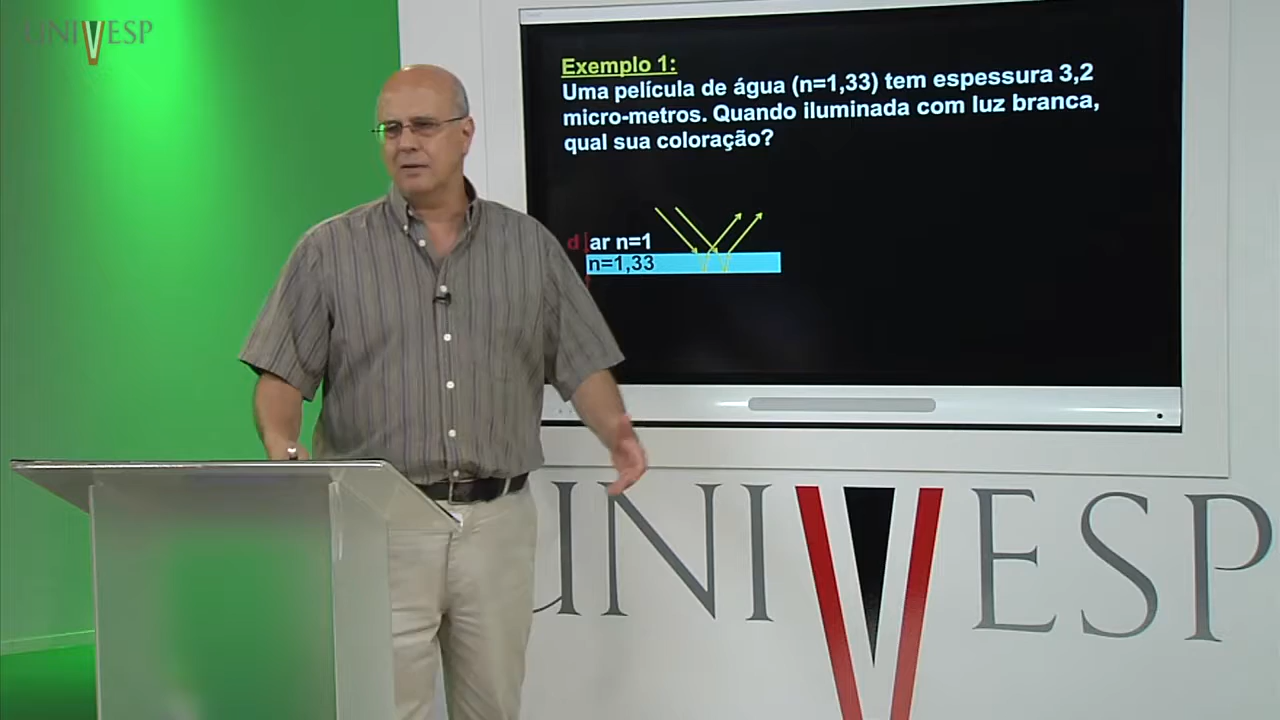 UNIVESP
Exemplo 1:
Uma película de água (n=1,33) tem espessura 3,2
micro-metros. Quando iluminada com luz branca,
qual sua coloração?
d ar n=1
n=1,33
UNIVESP